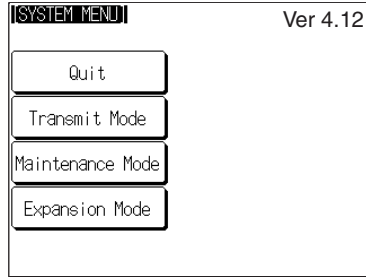 [SYSTEM MENU]
Ver 4.12
Quit
Transmit Mode
Maintenance Mode
Expansion Mode